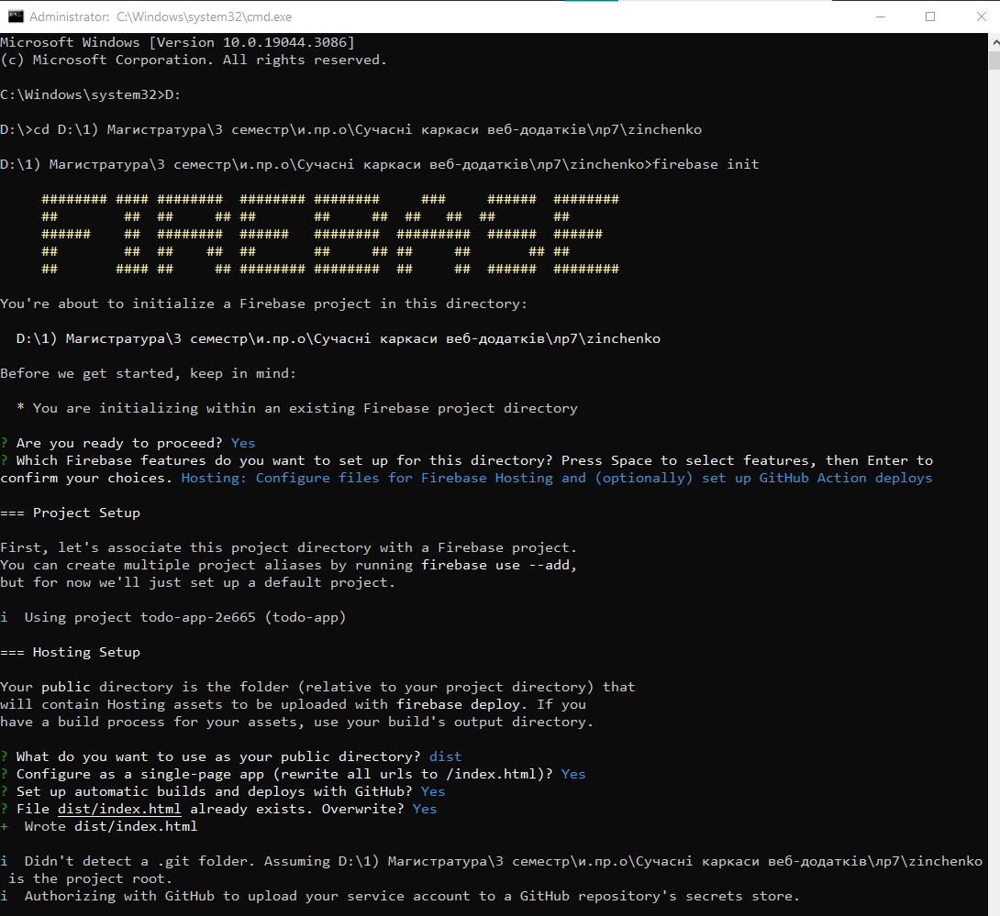 Administrator: C:\Windows\system32\cmd.exe
Microsoft Windows [Version 10.0.19044.3086]
(c) Microsoft Corporation. All rights reserved.
C:\Windows\system32>D:
D:\>cd D:\1) Магистратура\3 семестр\и.пр.о\Сучасні каркаси веб-додатків\лр7\zinchenko
D:\1) Магистратура\3 семестр\и.пр.о\Сучасні каркаси веб-додатків\лр7\zinchenko>firebase init
######## #### ########  ######## ########     ###     ######  ########
##        ##  ##     ## ##       ##     ##  ##   ##  ##       ##
######    ##  ########  ######   ########  #########  ######  ######
##        ##  ##    ##  ##       ##     ## ##     ##       ## ##
##       #### ##     ## ######## ########  ##     ##  ######  ########
You're about to initialize a Firebase project in this directory:
D:\1) Магистратура\3 семестр\и.пр.о\Сучасні каркаси веб-додатків\лр7\zinchenko
Before we get started, keep in mind:
* You are initializing within an existing Firebase project directory
? Are you ready to proceed? Yes
? Which Firebase features do you want to set up for this directory? Press Space to select features, then Enter to
confirm your choices. Hosting: Configure files for Firebase Hosting and (optionally) set up GitHub Action deploys
=== Project Setup
First, let's associate this project directory with a Firebase project.
You can create multiple project aliases by running firebase use --add,
but for now we'll just set up a default project.
i  Using project todo-app-2e665 (todo-app)
=== Hosting Setup
Your public directory is the folder (relative to your project directory) that
will contain Hosting assets to be uploaded with firebase deploy. If you
have a build process for your assets, use your build's output directory.
? What do you want to use as your public directory? dist
? Configure as a single-page app (rewrite all urls to /index.html)? Yes
? Set up automatic builds and deploys with GitHub? Yes
? File dist/index.html already exists. Overwrite? Yes
+  Wrote dist/index.html
i  Didn't detect a .git folder. Assuming D:\1) Магистратура\3 семестр\и.пр.о\Сучасні каркаси веб-додатків\лр7\zinchenko
is the project root.
i  Authorizing with GitHub to upload your service account to a GitHub repository's secrets store.